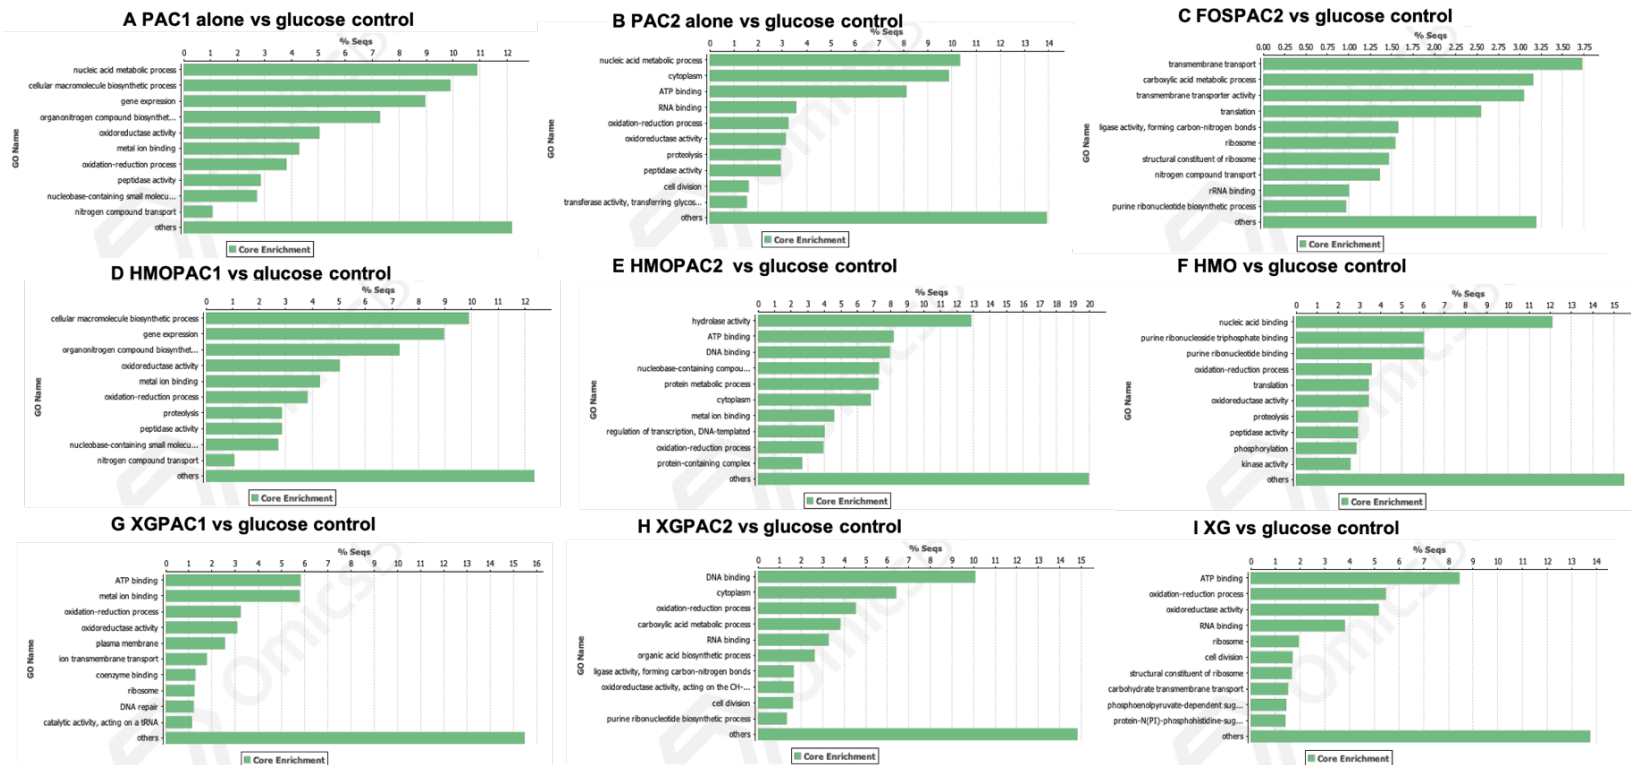 A PAC1 alone vs glucose control
% Seqs
0 1 2 3 4 5 6 7 8 9 10 11 12
GO Name
nucleic acid metabolic process
cellular macromolecule biosynthetic process
gene expression
organonitrogen compound biosynthet...
oxidoreductase activity
metal ion binding
oxidation-reduction process
peptidase activity
nucleobase-containing small molecu...
nitrogen compound transport
others
Core Enrichment
B PAC2 alone vs glucose control
% Seqs
0 1 2 3 4 5 6 7 8 9 10 11 12 13 14
GO Name
nucleic acid metabolic process
cytoplasm
ATP binding
RNA binding
oxidation-reduction process
oxidoreductase activity
proteolysis
peptidase activity
cell division
transferase activity, transferring glycos...
others
Core Enrichment
Omics
C FOSPAC2 vs glucose control
% Seqs
0.00 0.25 0.50 0.75 1.00 1.25 1.50 1.75 2.00 2.25 2.50 2.75 3.00 3.25 3.50 3.75
GO Name
transmembrane transport
carboxylic acid metabolic process
transmembrane transporter activity
translation
ligase activity, forming carbon-nitrogen bonds
ribosome
structural constituent of ribosome
nitrogen compound transport
rRNA binding
purine ribonucleotide biosynthetic process
others
Core Enrichment
D HMOPAC1 vs glucose control
% Seqs
0 1 2 3 4 5 6 7 8 9 10 11 12
GO Name
cellular macromolecule biosynthetic process
gene expression
organonitrogen compound biosynthet...
oxidoreductase activity
metal ion binding
oxidation-reduction process
proteolysis
peptidase activity
nucleobase-containing small molecu...
nitrogen compound transport
others
Core Enrichment
E HMOPAC2 vs glucose control
% Seqs
0 1 2 3 4 5 6 7 8 9 10 11 12 13 14 15 16 17 18 19 20
GO Name
hydrolase activity
ATP binding
DNA binding
nucleobase-containing compou...
protein metabolic process
cytoplasm
metal ion binding
regulation of transcription, DNA-templated
oxidation-reduction process
protein-containing complex
others
Core Enrichment
F HMO vs glucose control
% Seqs
0 1 2 3 4 5 6 7 8 9 10 11 12 13 14 15
GO Name
nucleic acid binding
purine ribonucleoside triphosphate binding
purine ribonucleotide binding
oxidation-reduction process
translation
oxidoreductase activity
proteolysis
peptidase activity
phosphorylation
kinase activity
others
Core Enrichment
G XGPAC1 vs glucose control
% Seqs
0 1 2 3 4 5 6 7 8 9 10 11 12 13 14 15 16
GO Name
ATP binding
metal ion binding
oxidation-reduction process
oxidoreductase activity
plasma membrane
ion transmembrane transport
coenzyme binding
ribosome
DNA repair
catalytic activity, acting on a tRNA
others
Core Enrichment
Omics
H XGPAC2 vs glucose control
% Seqs
0 1 2 3 4 5 6 7 8 9 10 11 12 13 14 15
GO Name
DNA binding
cytoplasm
oxidation-reduction process
carboxylic acid metabolic process
RNA binding
organic acid biosynthetic process
ligase activity, forming carbon-nitrogen bonds
oxidoreductase activity, acting on the CH-...
cell division
purine ribonucleotide biosynthetic process
others
Core Enrichment
Omics
I XG vs glucose control
% Seqs
0 1 2 3 4 5 6 7 8 9 10 11 12 13 14
GO Name
ATP binding
oxidation-reduction process
oxidoreductase activity
RNA binding
ribosome
cell division
structural constituent of ribosome
carbohydrate transmembrane transport
phosphoenolpyruvate-dependent sug...
protein-N(PI)-phosphohistidine-sug...
others
Core Enrichment